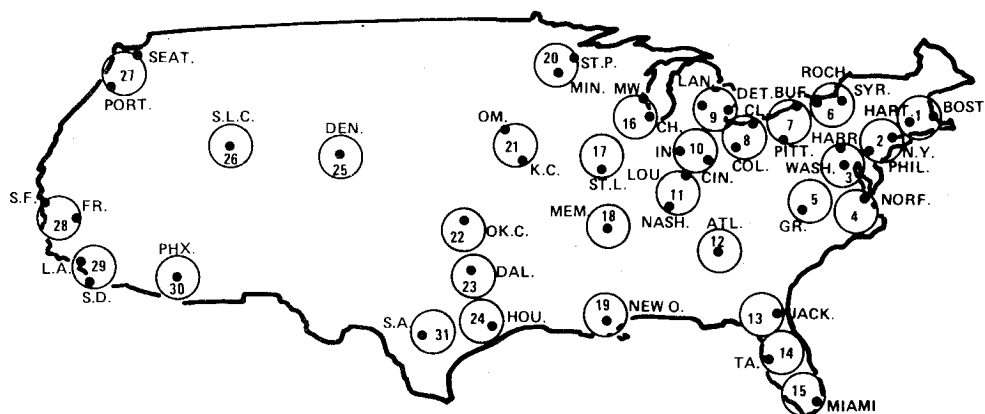 SEAT.
27
PORT.
20
ST.P.
MIN.
MW.
16
CH.
LAN.
DET.
9
CL.
BUF.
7
PITT.
ROCH.
SYR.
6
HART.
BOST
1
2
N.Y.
PHIL.
HARR.
WASH.
3
8
COL.
IN.
10
CIN.
LOU.
11
NASH.
OM.
21
K.C.
17
ST.L.
S.L.C.
26
DEN.
25
S.F.
FR.
28
L.A.
29
S.D.
PHX.
30
22
OK.C.
23
DAL.
24
HOU.
S.A.
31
MEM.
18
ATL.
12
5
GR.
NORF.
4
19
NEW O.
13
JACK.
TA.
14
15
MIAMI